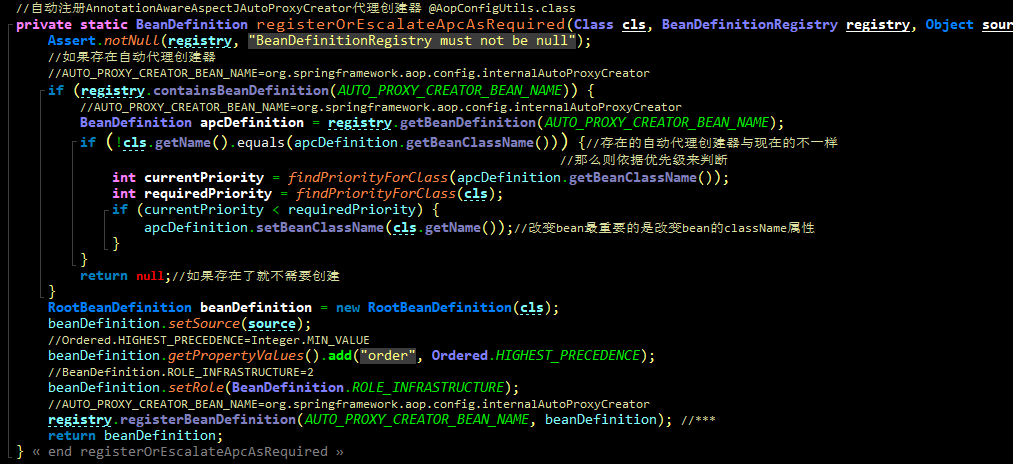 //自动注册AnnotationAwareAspectJAutoProxyCreator代理创建器 @AopConfigUtils.class
private static BeanDefinition registerOrEscalateApcAsRequired(Class cls, BeanDefinitionRegistry registry, Object sour
Assert.notNull(registry, "BeanDefinitionRegistry must not be null");
//如果存在自动代理创建器
//AUTO_PROXY_CREATOR_BEAN_NAME=org.springframework.aop.config.internalAutoProxyCreator
if (registry.containsBeanDefinition(AUTO_PROXY_CREATOR_BEAN_NAME)) {
//AUTO_PROXY_CREATOR_BEAN_NAME=org.springframework.aop.config.internalAutoProxyCreator
BeanDefinition apcDefinition = registry.getBeanDefinition(AUTO_PROXY_CREATOR_BEAN_NAME);
if (!cls.getName().equals(apcDefinition.getBeanClassName())) {//存在的自动代理创建器与现在的不一样
//那么则依据优先级来判断
int currentPriority = findPriorityForClass(apcDefinition.getBeanClassName());
int requiredPriority = findPriorityForClass(cls);
if (currentPriority < requiredPriority) {
apcDefinition.setBeanClassName(cls.getName());//改变bean最重要的是改变bean的className属性
}
}
return null;//如果存在了就不需要创建
}
RootBeanDefinition beanDefinition = new RootBeanDefinition(cls);
beanDefinition.setSource(source);
//Ordered.HIGHEST_PRECEDENCE=Integer.MIN_VALUE
beanDefinition.getPropertyValues().add("order", Ordered.HIGHEST_PRECEDENCE);
//BeanDefinition.ROLE_INFRASTRUCTURE=2
beanDefinition.setRole(BeanDefinition.ROLE_INFRASTRUCTURE);
//AUTO_PROXY_CREATOR_BEAN_NAME=org.springframework.aop.config.internalAutoProxyCreator
registry.registerBeanDefinition(AUTO_PROXY_CREATOR_BEAN_NAME, beanDefinition); //***
return beanDefinition;
} « end registerOrEscalateApcAsRequired »